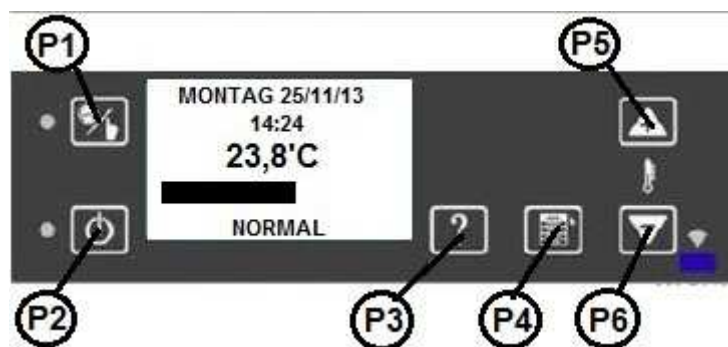 P1
P5
MONTAG 25/11/13
14:24
23,8'C
NORMAL
?
P2
P3
P4
P6